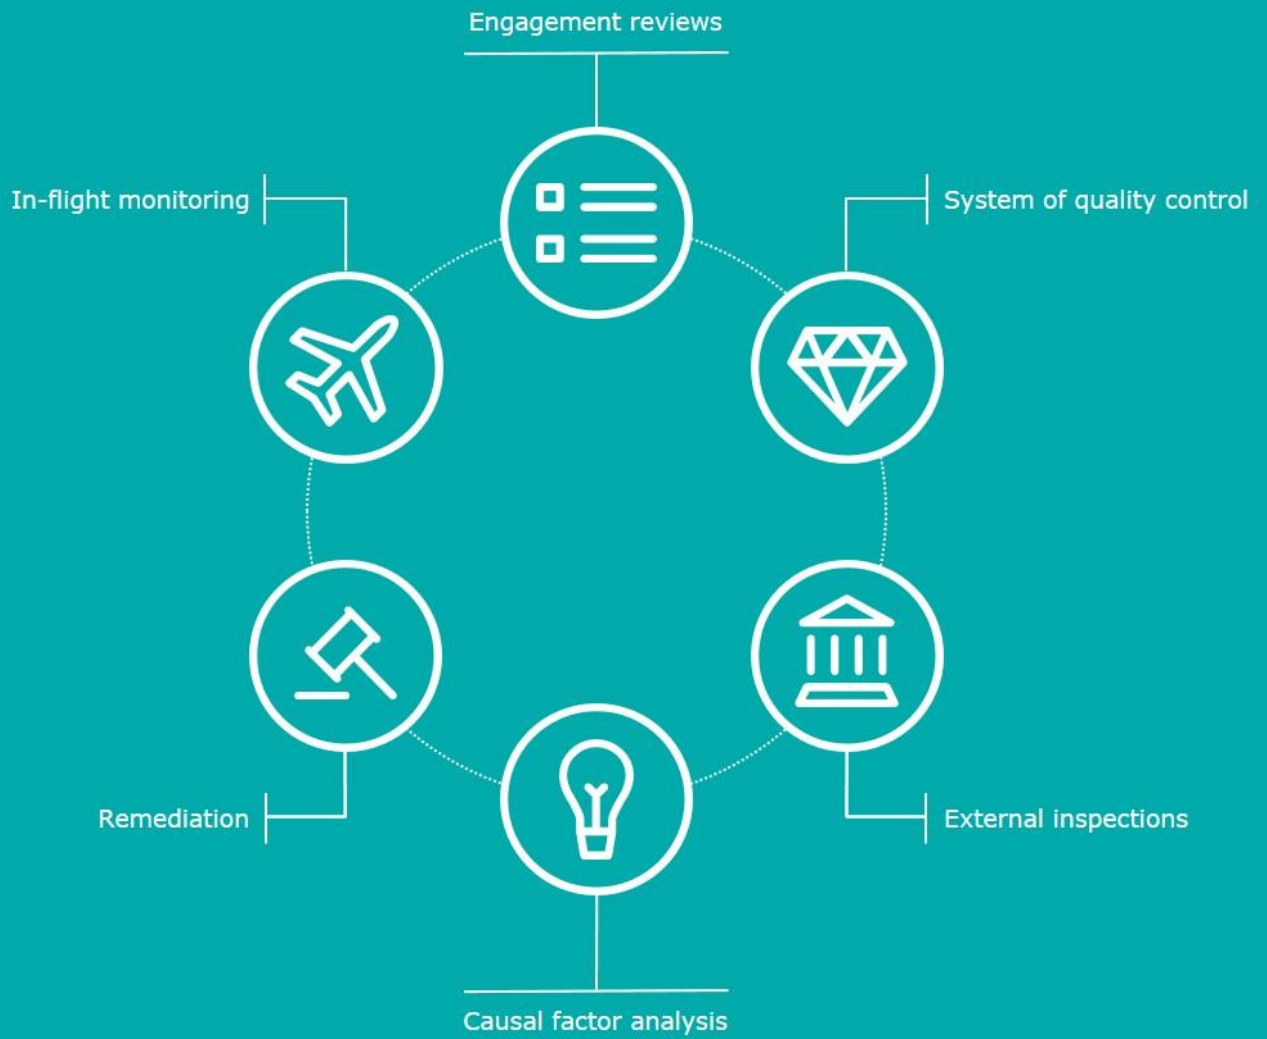 Engagement reviews
In-flight monitoring
System of quality control
Remediation
External inspections
Causal factor analysis